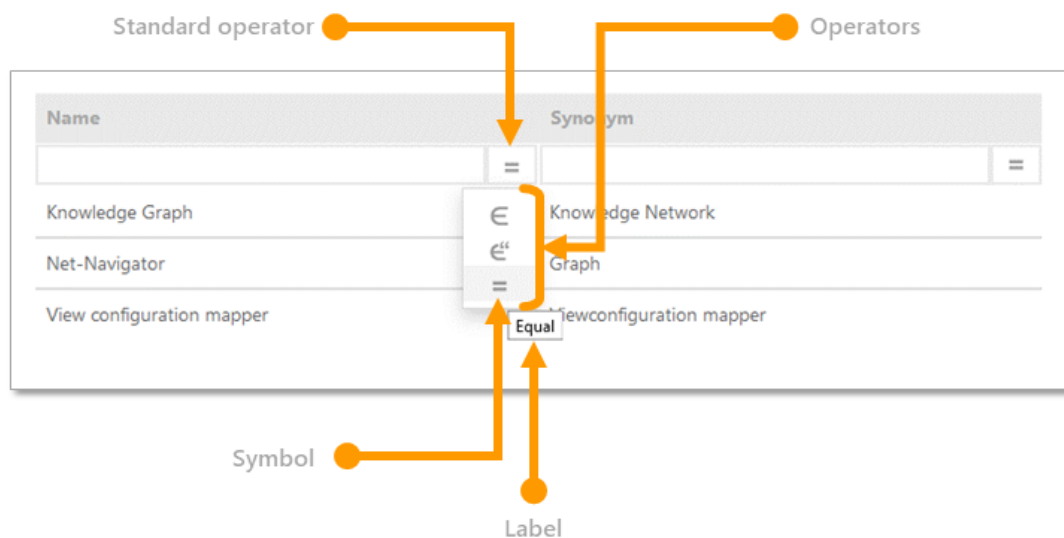 Standard operator Operators
Name Synonym
= =
Knowledge Graph ∈ Knowledge Network
∈“
Net-Navigator Graph
=
View configuration mapper Viewconfiguration mapper
Equal
Symbol
Label